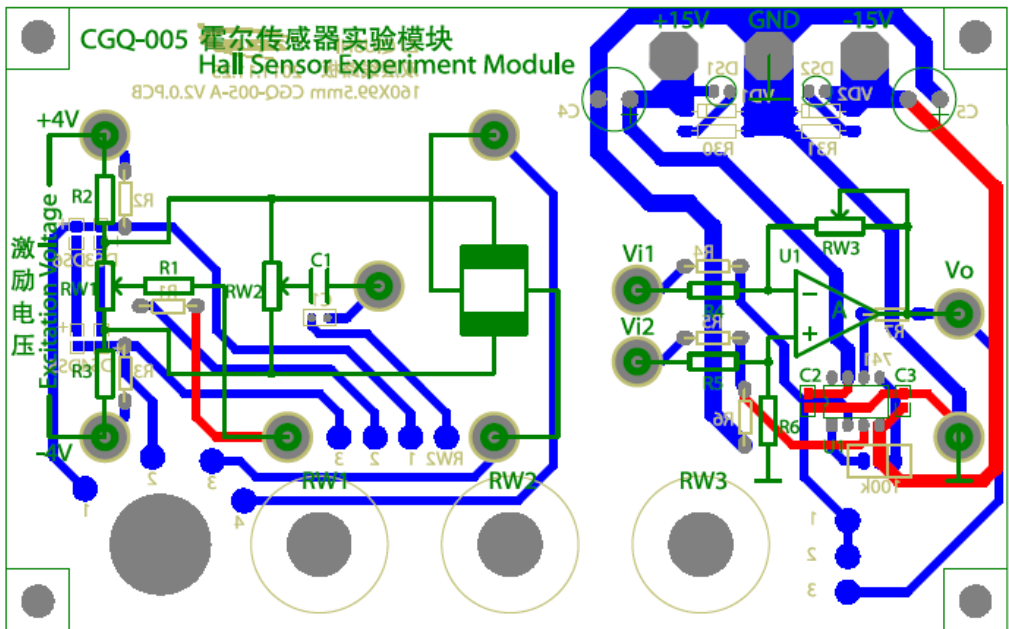 +15V GND -15V
CGQ-005 霍尔传感器实验模块
Hall Sensor Experiment Module
160X99.5mm CGQ-005-A V2.0.PCB
DS1 DS2
VD1 VD2
C4 C5
R30 R31
+4V
R2 R2
激励电压
Excitation Voltage
RW1
R1
R1
RW2
C1
C1
R3 R3
-4V
Vi1
Vi2
R4
R4
R5
R5
R6 R6
U1
RW3
A
−
+
R7
Vo
741
C2 C3
100k
3 2 1 RW2
1 2 3 4
RW1 RW2 RW3
1
2
3